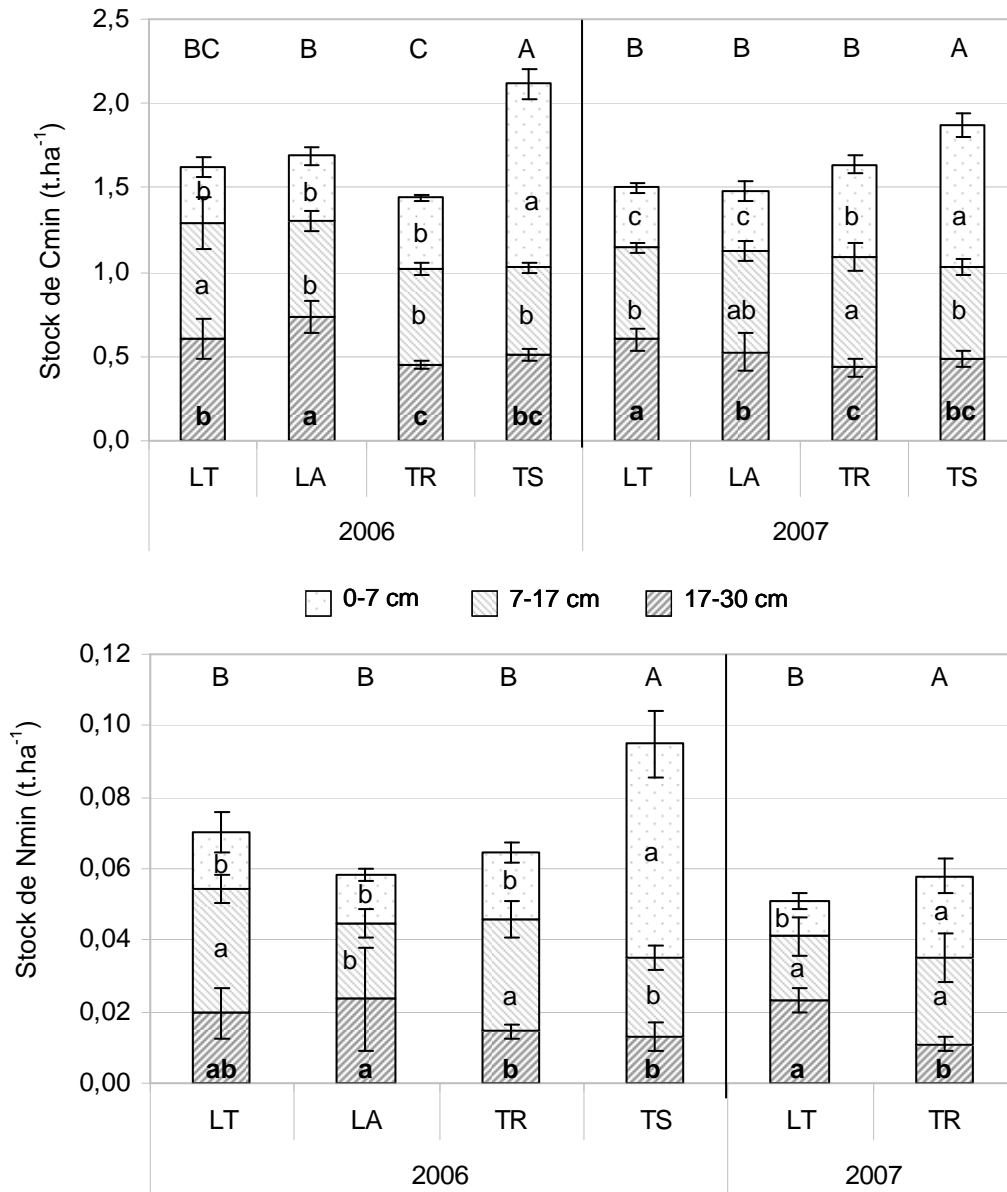 Stock de Cmin (t.ha-1)
2,5
2,0
1,5
1,0
0,5
0,0
BC B C A B B B A
b b b a c c b a
a b b b b ab a b
b a c bc a b c bc
LT LA TR TS LT LA TR TS
2006 2007
0-7 cm 7-17 cm 17-30 cm
Stock de Nmin (t.ha-1)
0,12
0,10
0,08
0,06
0,04
0,02
0,00
B B B A B A
b b b a b a
a b a b a a
ab a b b a b
LT LA TR TS LT TR
2006 2007